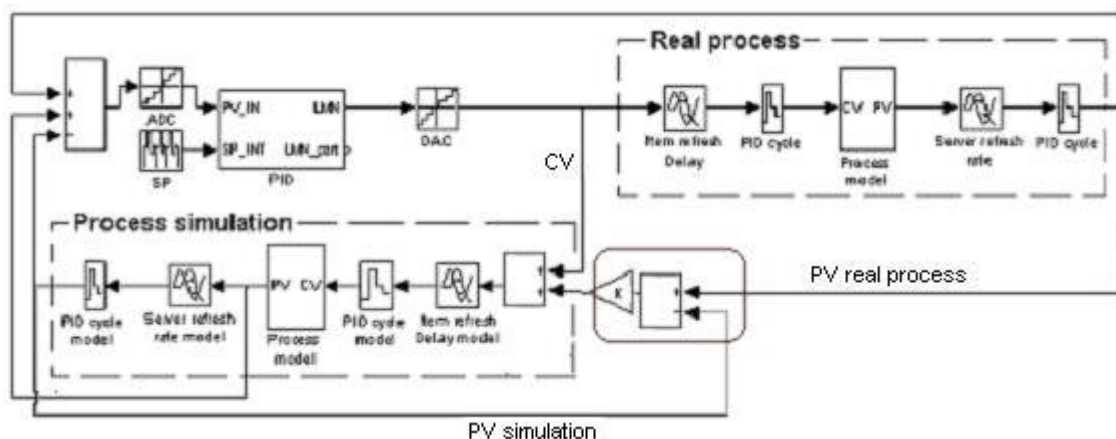 Real process
ADC
PV_IN
LMN
SP_INT
LMN_part
SP
PID
DAC
CV
Item refresh
Delay
PID cycle
CV PV
Process
model
Server refresh
rate
PID cycle
Process simulation
PID cycle
model
Server refresh
rate model
PV CV
Process
model
PID cycle
model
Item refresh
Delay model
K
PV real process
PV simulation